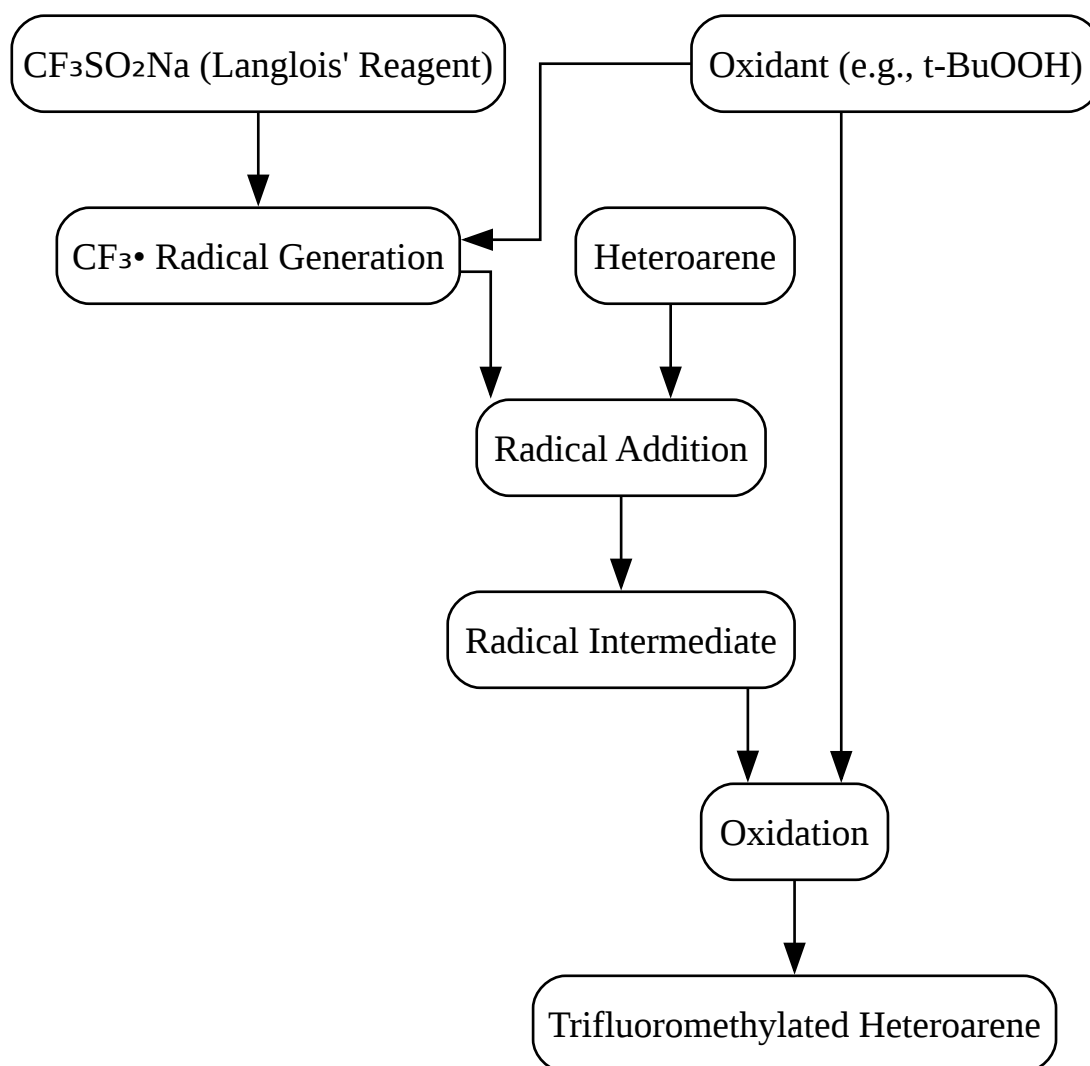 CF₃SO₂Na (Langlois' Reagent)
Oxidant (e.g., t-BuOOH)
CF₃• Radical Generation
Heteroarene
Radical Addition
Radical Intermediate
Oxidation
Trifluoromethylated Heteroarene